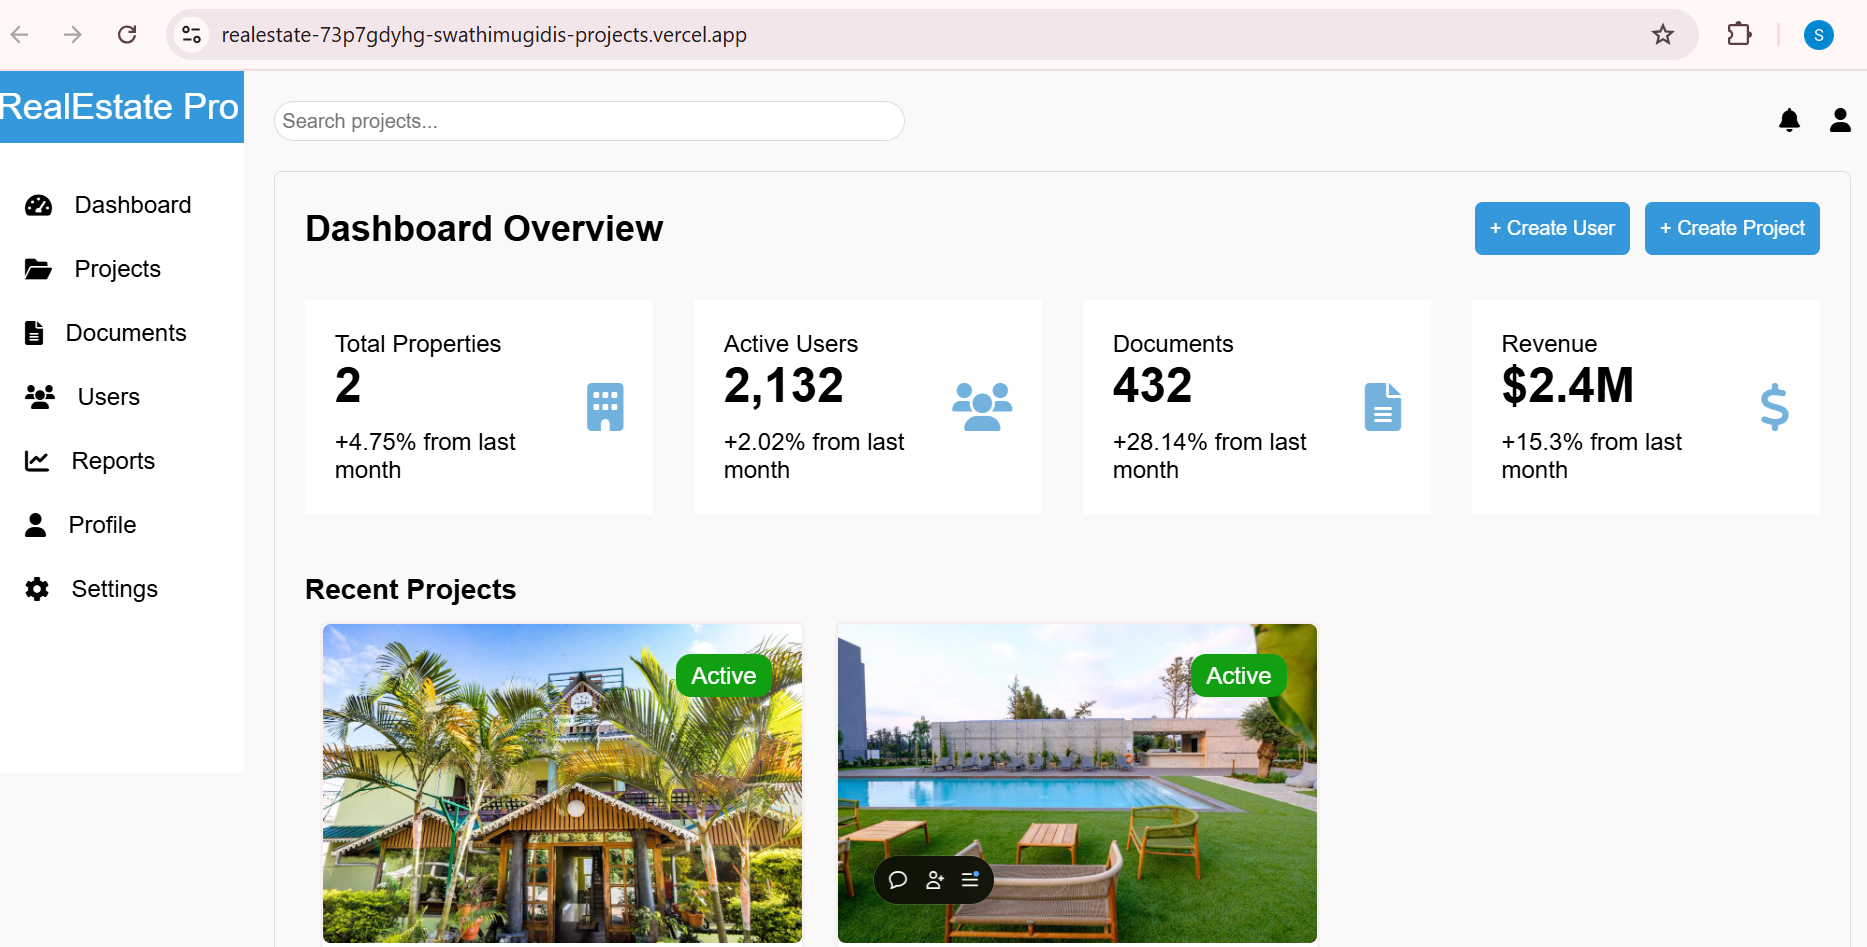 realestate-73p7gdyhg-swathimugidis-projects.vercel.app
S
RealEstate Pro
Search projects...
Dashboard
Projects
Documents
Users
Reports
Profile
Settings
Dashboard Overview
+ Create User
+ Create Project
Total Properties
2
+4.75% from last
month
Active Users
2,132
+2.02% from last
month
Documents
432
+28.14% from last
month
Revenue
$2.4M
+15.3% from last
month
Recent Projects
Active
Active